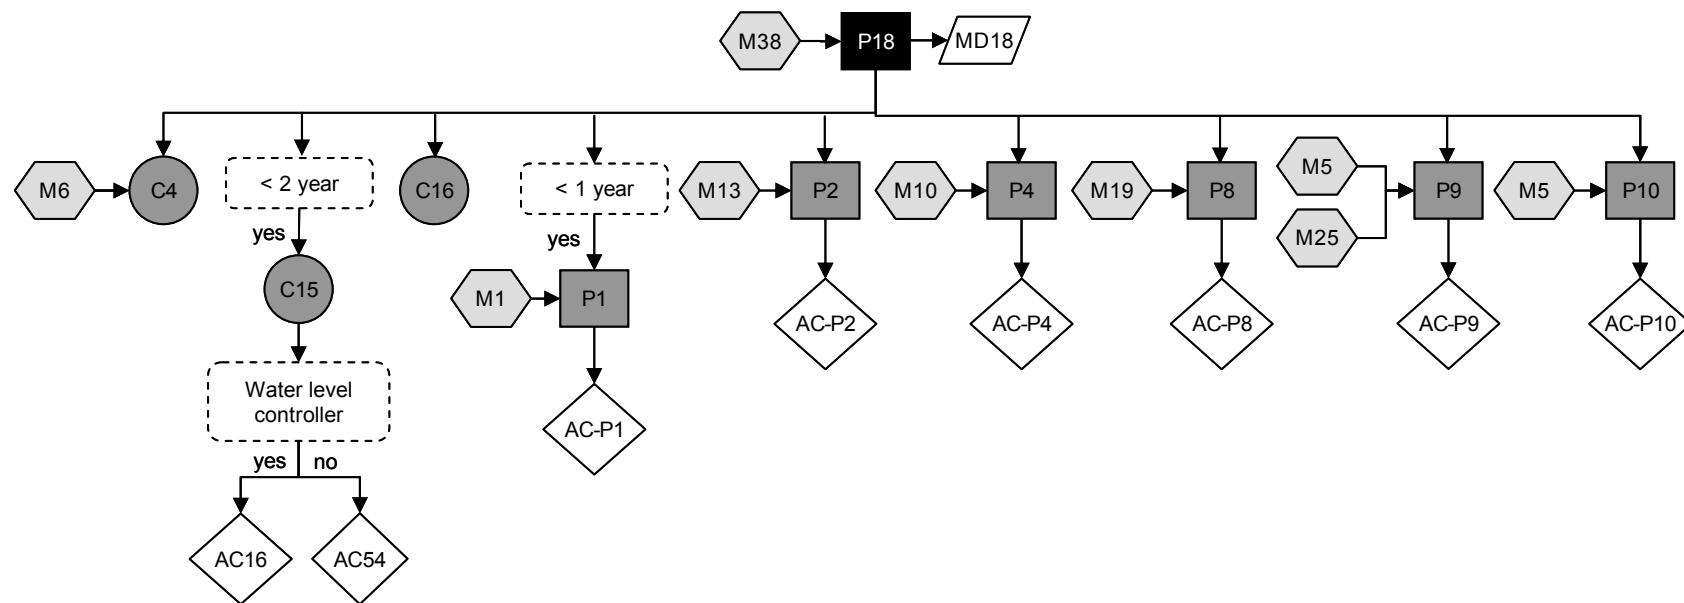 M38
P18
MD18
M6
C4
< 2 year
C16
< 1 year
M13
P2
M10
P4
M19
P8
M5
M25
P9
M5
P10
yes
yes
C15
M1
P1
AC-P2
AC-P4
AC-P8
AC-P9
AC-P10
Water level
controller
AC-P1
yes
no
AC16
AC54